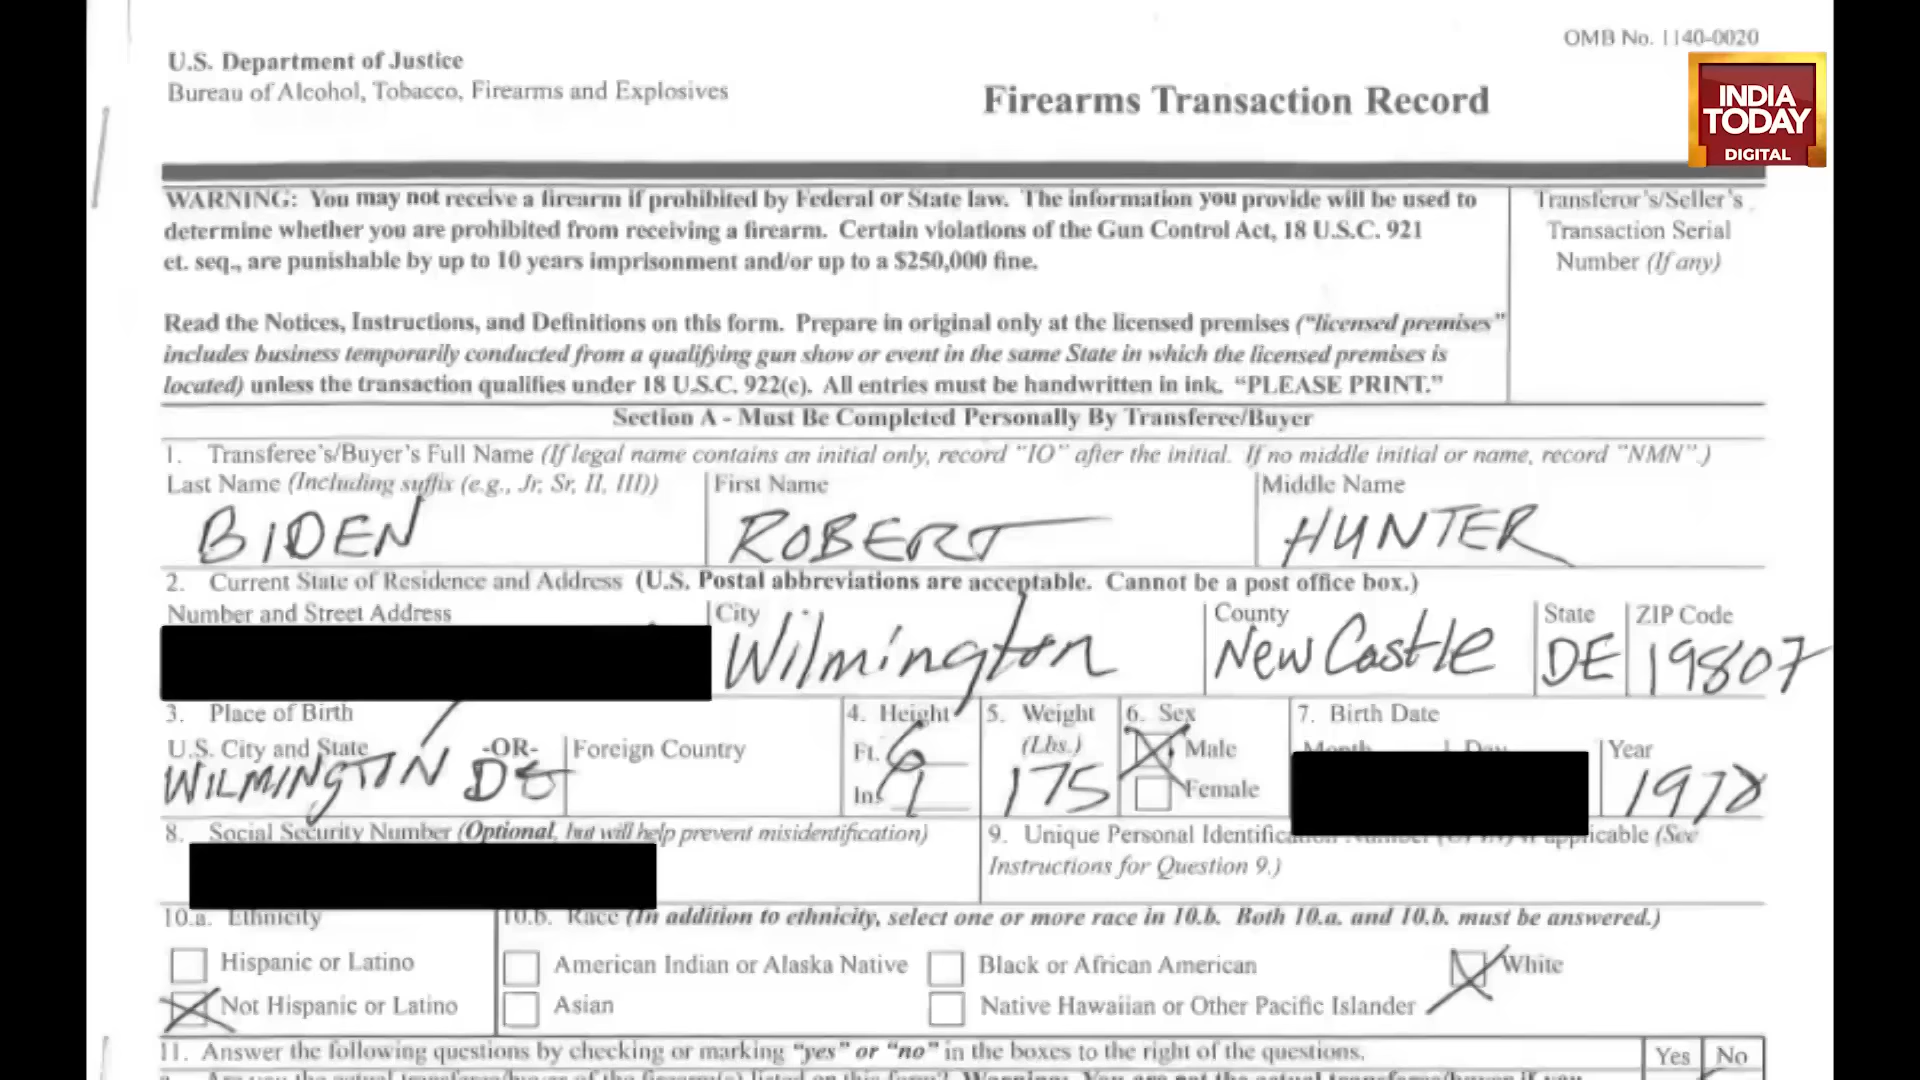 OMB No. 1140-0020
U.S. Department of Justice
Bureau of Alcohol, Tobacco, Firearms and Explosives
Firearms Transaction Record
INDIA
TODAY
DIGITAL
WARNING: You may not receive a firearm if prohibited by Federal or State law. The information you provide will be used to
determine whether you are prohibited from receiving a firearm. Certain violations of the Gun Control Act, 18 U.S.C. 921
et. seq., are punishable by up to 10 years imprisonment and/or up to a $250,000 fine.
Transferor's/Seller's
Transaction Serial
Number (If any)
Read the Notices, Instructions, and Definitions on this form. Prepare in original only at the licensed premises ("licensed premises"
includes business temporarily conducted from a qualifying gun show or event in the same State in which the licensed premises is
located) unless the transaction qualifies under 18 U.S.C. 922(c). All entries must be handwritten in ink. "PLEASE PRINT."
Section A - Must Be Completed Personally By Transferee/Buyer
1. Transferee's/Buyer's Full Name (If legal name contains an initial only, record "IO" after the initial. If no middle initial or name, record "NMN".)
Last Name (Including suffix (e.g., Jr, Sr, II, III)) First Name Middle Name
BIDEN ROBERT HUNTER
2. Current State of Residence and Address (U.S. Postal abbreviations are acceptable. Cannot be a post office box.)
Number and Street Address City County State ZIP Code
Wilmington New Castle DE 19807
3. Place of Birth 4. Height 5. Weight 6. Sex 7. Birth Date
U.S. City and State -OR- Foreign Country Ft. 6 (Lbs.) Male Month Day Year
WILMINGTON DE In. 175 Female 1970
8. Social Security Number (Optional, but will help prevent misidentification) 9. Unique Personal Identification Number if applicable (See
Instructions for Question 9.)
10.a. Ethnicity 10.b. Race (In addition to ethnicity, select one or more race in 10.b. Both 10.a. and 10.b. must be answered.)
Hispanic or Latino American Indian or Alaska Native Black or African American White
Not Hispanic or Latino Asian Native Hawaiian or Other Pacific Islander
11. Answer the following questions by checking or marking "yes" or "no" in the boxes to the right of the questions. Yes No